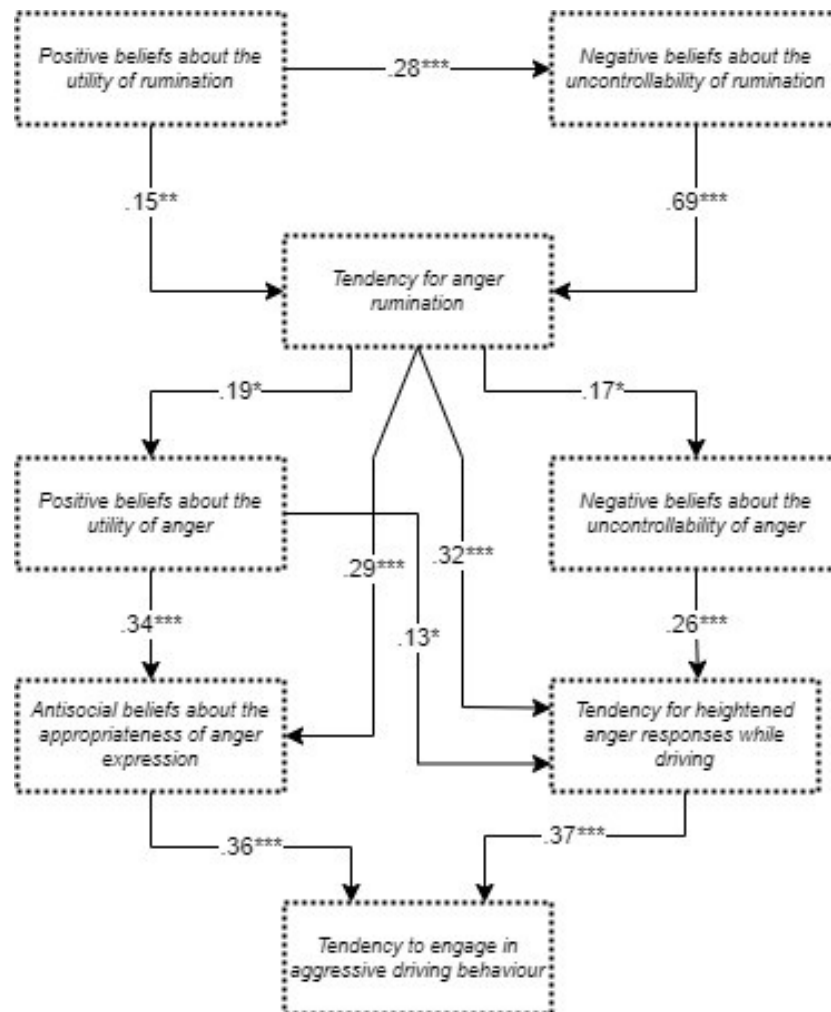 Positive beliefs about the
utility of rumination
.28***
Negative beliefs about the
uncontrollability of rumination
.15**
.69***
Tendency for anger
rumination
.19*
.17*
Positive beliefs about the
utility of anger
Negative beliefs about the
uncontrollability of anger
.29***
.32***
.34***
.13*
.26***
Antisocial beliefs about the
appropriateness of anger
expression
Tendency for heightened
anger responses while
driving
.36***
.37***
Tendency to engage in
aggressive driving behaviour